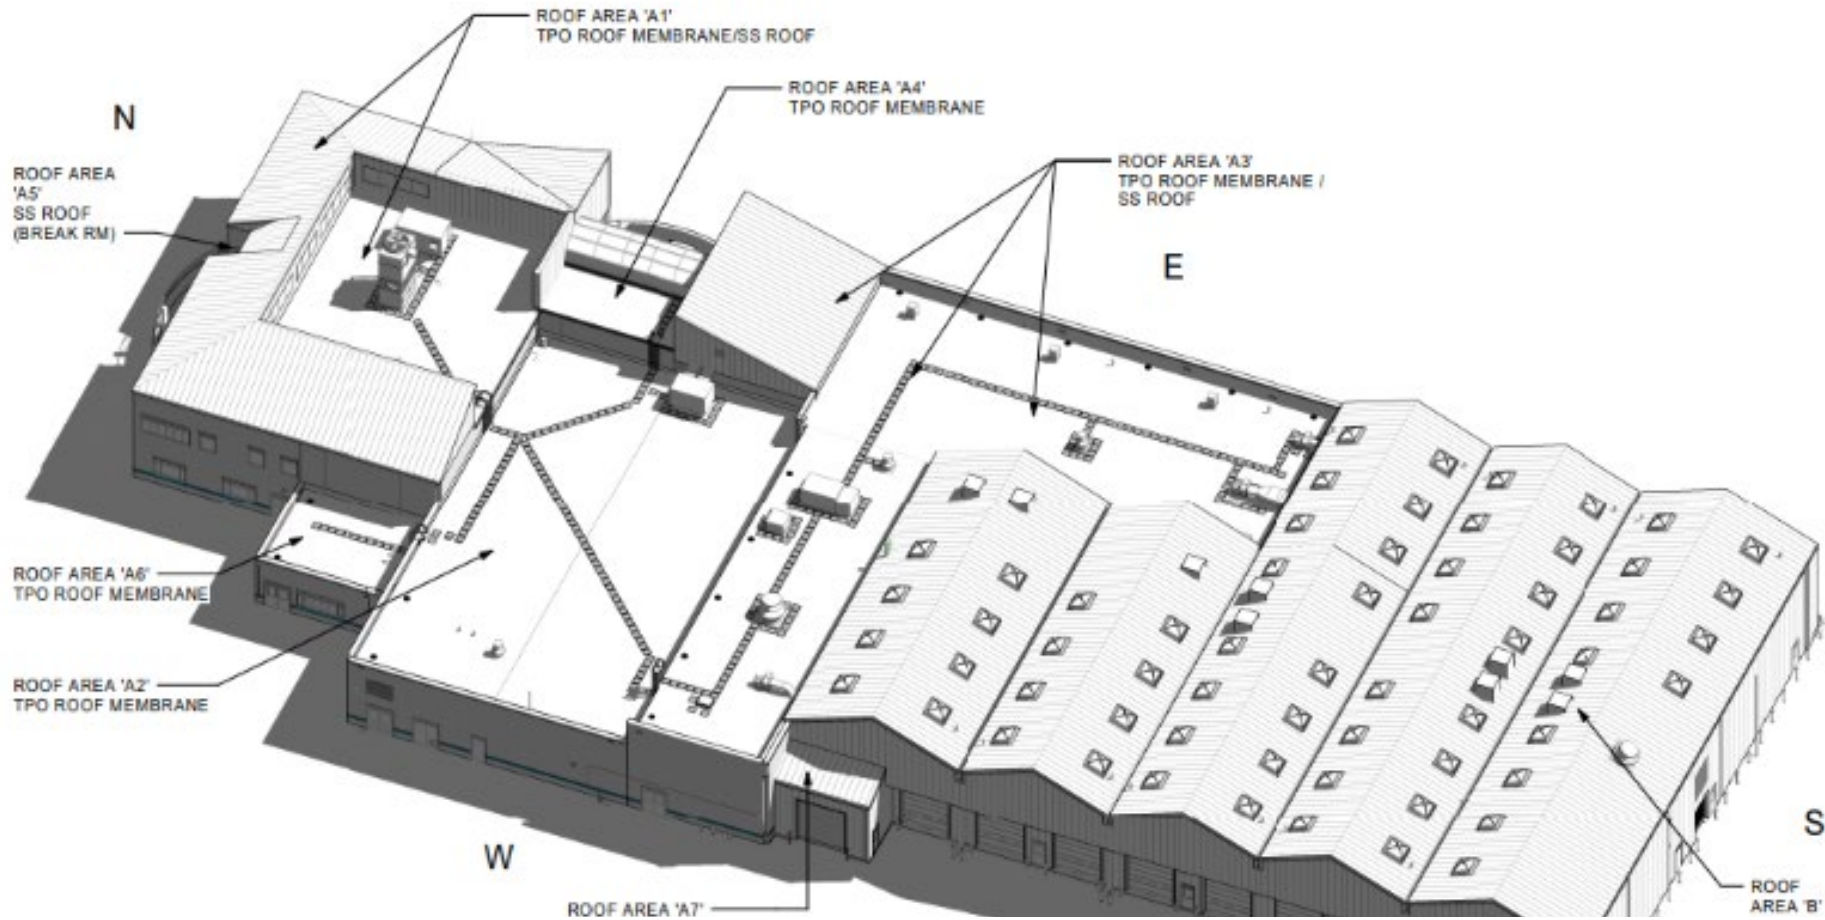 ROOF AREA 'A1'
TPO ROOF MEMBRANE/SS ROOF
ROOF AREA 'A4'
TPO ROOF MEMBRANE
N
ROOF AREA 'A3'
TPO ROOF MEMBRANE /
SS ROOF
ROOF AREA
'A5'
SS ROOF
(BREAK RM)
E
ROOF AREA 'A6'
TPO ROOF MEMBRANE
ROOF AREA 'A2'
TPO ROOF MEMBRANE
S
W
ROOF
AREA 'B'
ROOF AREA 'A7'